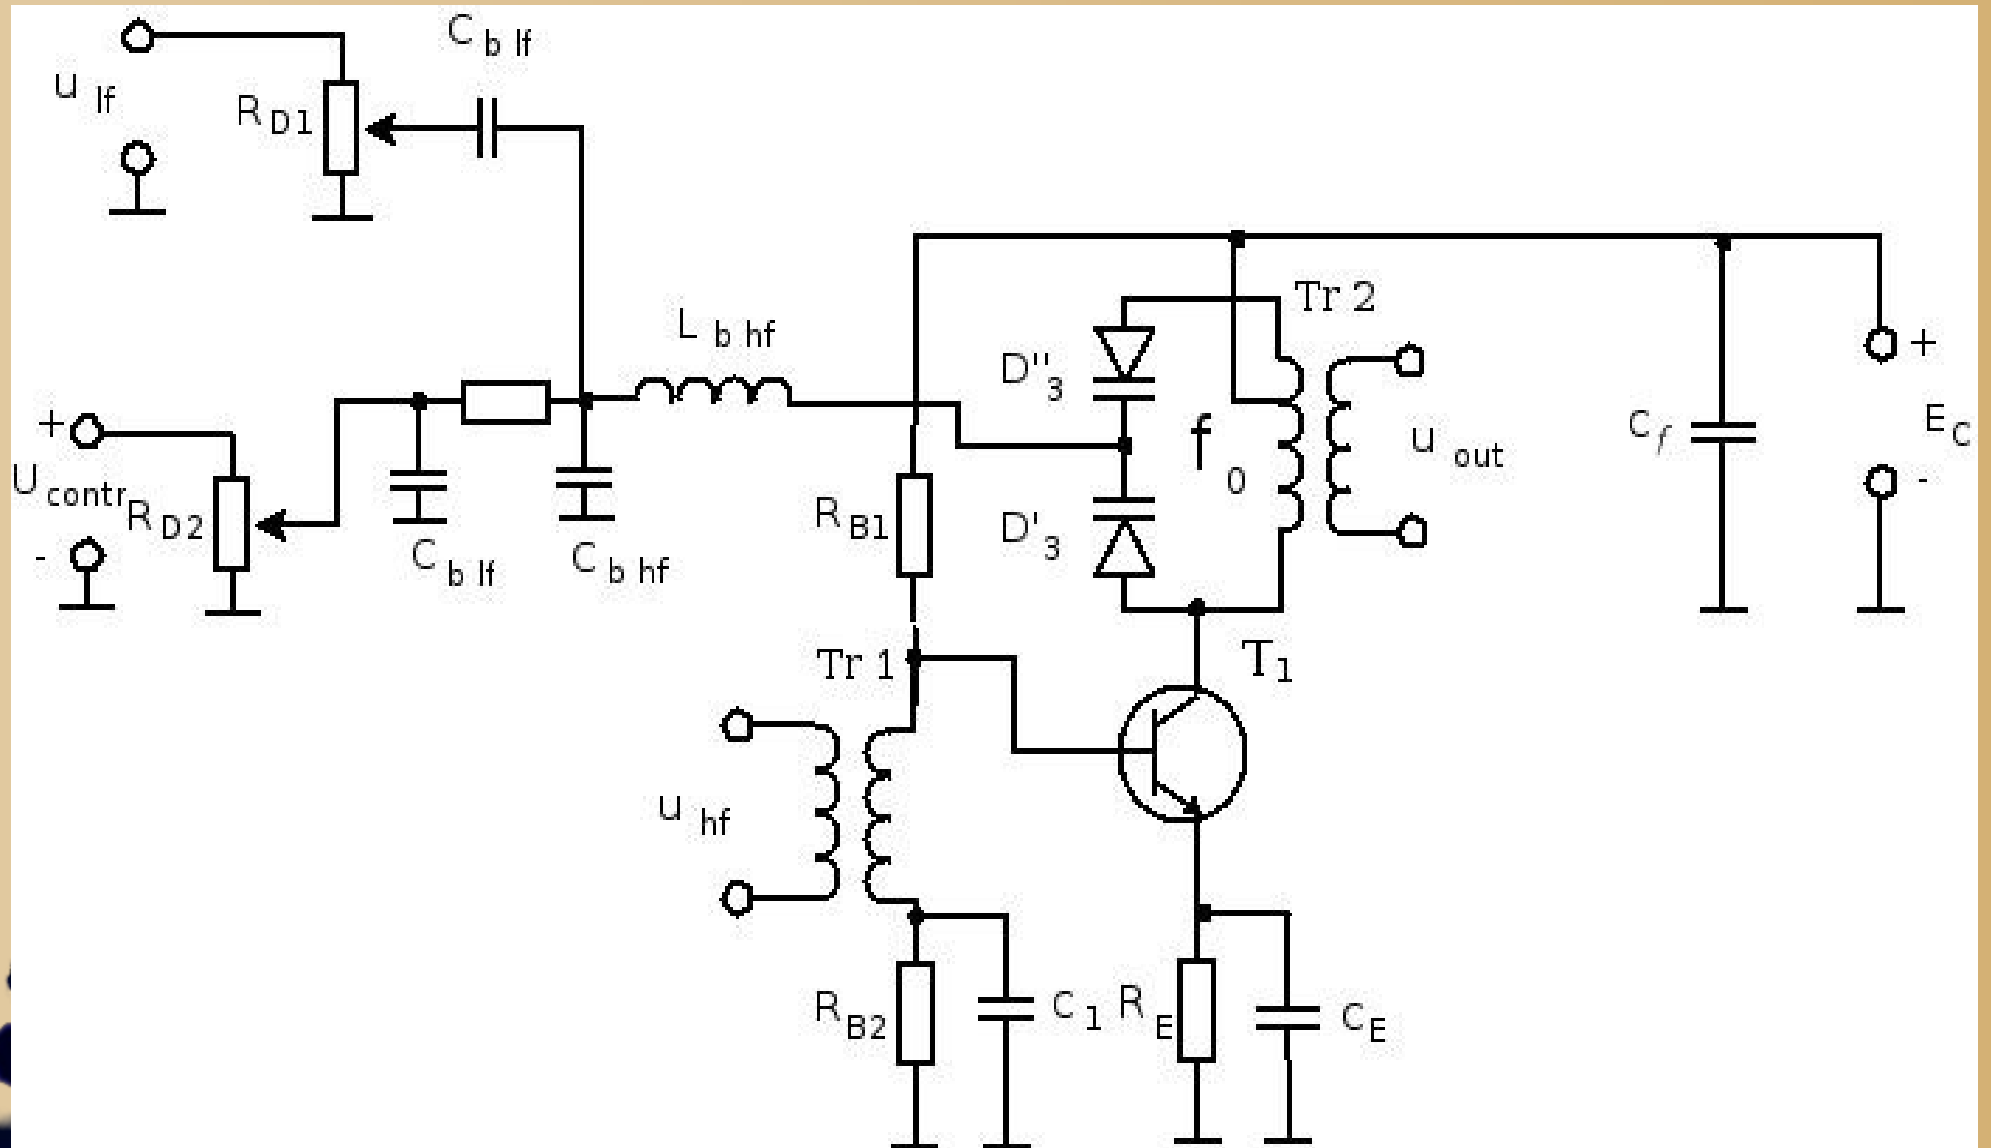 C b lf
u lf
R D1
L b hf
Tr 2
+
D''3
f 0
u out
C f
E C
-
+
U contr
R D2
-
C b lf
C b hf
R B1
D'3
Tr 1
T1
u hf
R B2
C 1
R E
C E